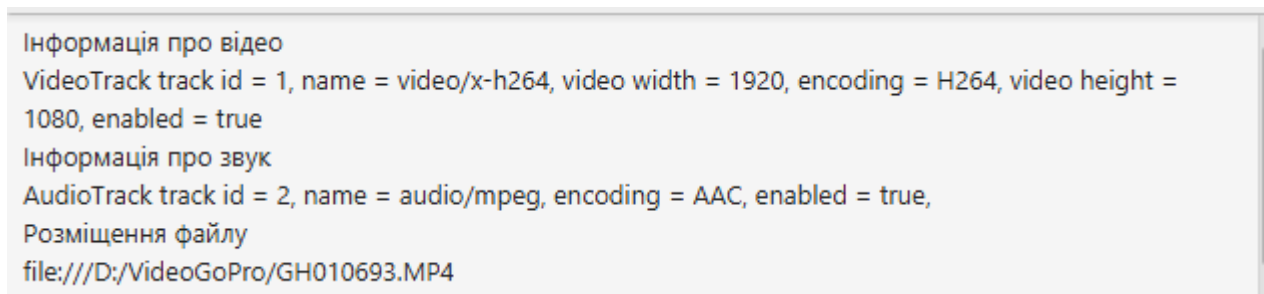 Інформація про відео
VideoTrack track id = 1, name = video/x-h264, video width = 1920, encoding = H264, video height =
1080, enabled = true
Інформація про звук
AudioTrack track id = 2, name = audio/mpeg, encoding = AAC, enabled = true,
Розміщення файлу
file:///D:/VideoGoPro/GH010693.MP4